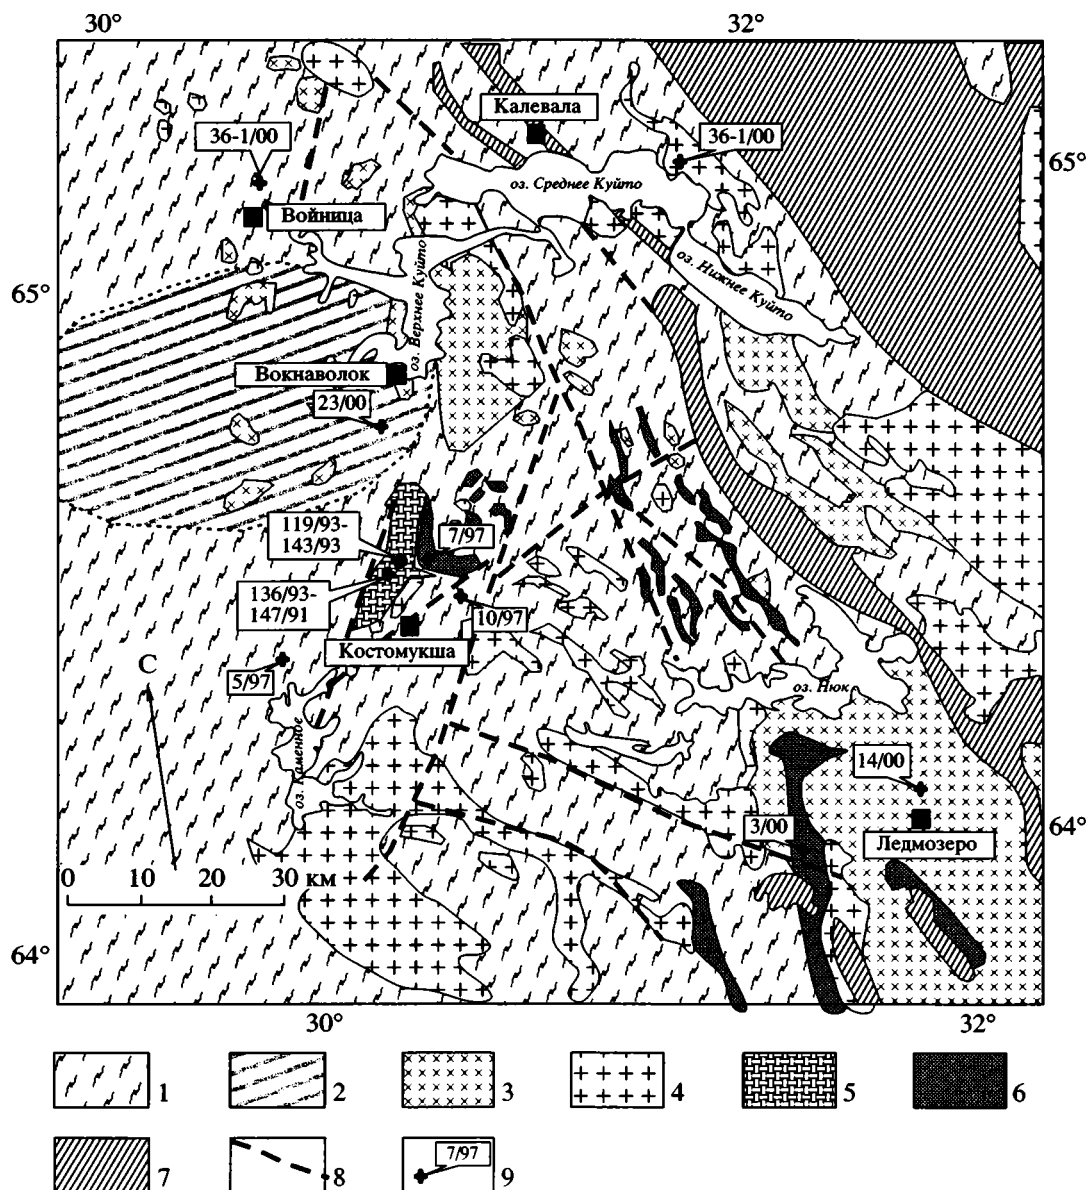 30°
32°
Калевала
36-1/00
36-1/00
65°
оз. Среднее Куйто
Войница
оз. Верхнее Куйто
оз. Нижнее Куйто
65°
Вокнаволок
23/00
119/93-
143/93
7/97
136/93-
147/91
10/97
Костомукша
С
5/97
оз. Нюк
оз. Каменное
14/00
3/00
64°
Ледмозеро
0 10 20 30 км
64°
30°
32°
1 2 3 4 5 6
7 8 7/97 9